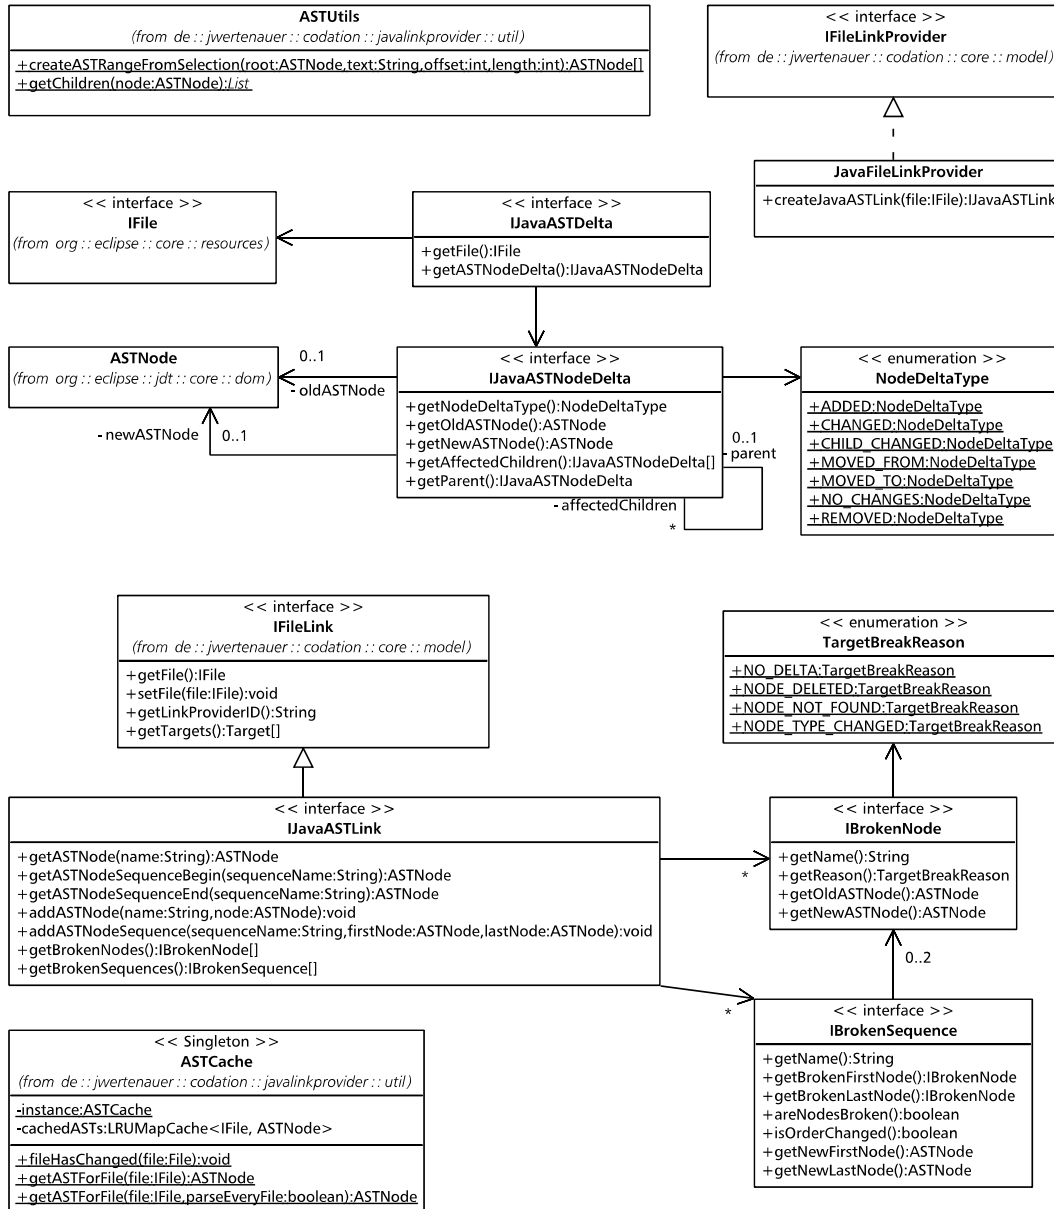 ASTUtils
(from de :: jwertenauer :: codation :: javalinkprovider :: util)
+createASTRangeFromSelection(root:ASTNode,text:String,offset:int,length:int):ASTNode[]
+getChildren(node:ASTNode):List
<< interface >>
IFileLinkProvider
(from de :: jwertenauer :: codation :: core :: model)
JavaFileLinkProvider
+createJavaASTLink(file:IFile):IJavaASTLink
<< interface >>
IFile
(from org :: eclipse :: core :: resources)
<< interface >>
IJavaASTDelta
+getFile():IFile
+getASTNodeDelta():IJavaASTNodeDelta
ASTNode
(from org :: eclipse :: jdt :: core :: dom)
0..1
- oldASTNode
- newASTNode
0..1
<< interface >>
IJavaASTNodeDelta
+getNodeDeltaType():NodeDeltaType
+getOldASTNode():ASTNode
+getNewASTNode():ASTNode
+getAffectedChildren():IJavaASTNodeDelta[]
+getParent():IJavaASTNodeDelta
0..1
- parent
- affectedChildren
*
<< enumeration >>
NodeDeltaType
+ADDED:NodeDeltaType
+CHANGED:NodeDeltaType
+CHILD_CHANGED:NodeDeltaType
+MOVED_FROM:NodeDeltaType
+MOVED_TO:NodeDeltaType
+NO_CHANGES:NodeDeltaType
+REMOVED:NodeDeltaType
<< interface >>
IFileLink
(from de :: jwertenauer :: codation :: core :: model)
+getFile():IFile
+setFile(file:IFile):void
+getLinkProviderID():String
+getTargets():Target[]
<< enumeration >>
TargetBreakReason
+NO_DELTA:TargetBreakReason
+NODE_DELETED:TargetBreakReason
+NODE_NOT_FOUND:TargetBreakReason
+NODE_TYPE_CHANGED:TargetBreakReason
<< interface >>
IJavaASTLink
+getASTNode(name:String):ASTNode
+getASTNodeSequenceBegin(sequenceName:String):ASTNode
+getASTNodeSequenceEnd(sequenceName:String):ASTNode
+addASTNode(name:String,node:ASTNode):void
+addASTNodeSequence(sequenceName:String,firstNode:ASTNode,lastNode:ASTNode):void
+getBrokenNodes():IBrokenNode[]
+getBrokenSequences():IBrokenSequence[]
*
*
<< interface >>
IBrokenNode
+getName():String
+getReason():TargetBreakReason
+getOldASTNode():ASTNode
+getNewASTNode():ASTNode
0..2
<< interface >>
IBrokenSequence
+getName():String
+getBrokenFirstNode():IBrokenNode
+getBrokenLastNode():IBrokenNode
+areNodesBroken():boolean
+isOrderChanged():boolean
+getNewFirstNode():ASTNode
+getNewLastNode():ASTNode
<< Singleton >>
ASTCache
(from de :: jwertenauer :: codation :: javalinkprovider :: util)
-instance:ASTCache
-cachedASTs:LRUMapCache<IFile, ASTNode>
+fileHasChanged(file:File):void
+getASTForFile(file:IFile):ASTNode
+getASTForFile(file:IFile,parseEveryFile:boolean):ASTNode